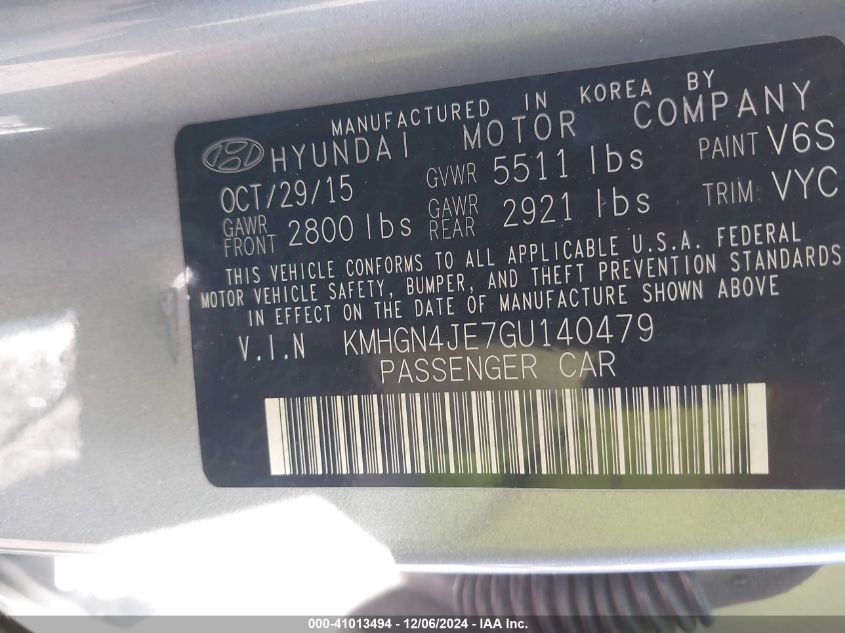 MANUFACTURED IN KOREA BY
HYUNDAI MOTOR COMPANY
OCT/29/15 GVWR 5511 lbs PAINT V6S
GAWR FRONT 2800 lbs GAWR REAR 2921 lbs TRIM VYC
THIS VEHICLE CONFORMS TO ALL APPLICABLE U.S.A. FEDERAL
MOTOR VEHICLE SAFETY, BUMPER, AND THEFT PREVENTION STANDARDS
IN EFFECT ON THE DATE OF MANUFACTURE SHOWN ABOVE
V.I.N KMHGN4JE7GU140479
PASSENGER CAR
000-41013494 - 12/06/2024 - IAA Inc.